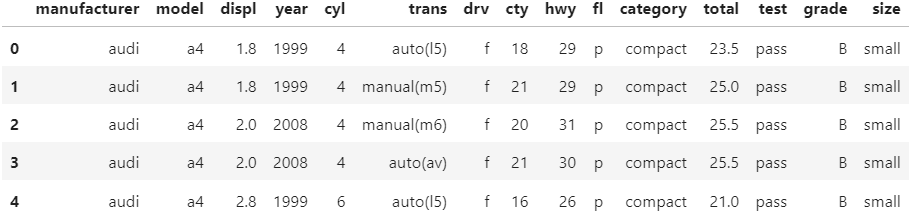 manufacturer model displ year cyl trans drv cty hwy fl category total test grade size
0 audi a4 1.8 1999 4 auto(l5) f 18 29 p compact 23.5 pass B small
1 audi a4 1.8 1999 4 manual(m5) f 21 29 p compact 25.0 pass B small
2 audi a4 2.0 2008 4 manual(m6) f 20 31 p compact 25.5 pass B small
3 audi a4 2.0 2008 4 auto(av) f 21 30 p compact 25.5 pass B small
4 audi a4 2.8 1999 6 auto(l5) f 16 26 p compact 21.0 pass B small